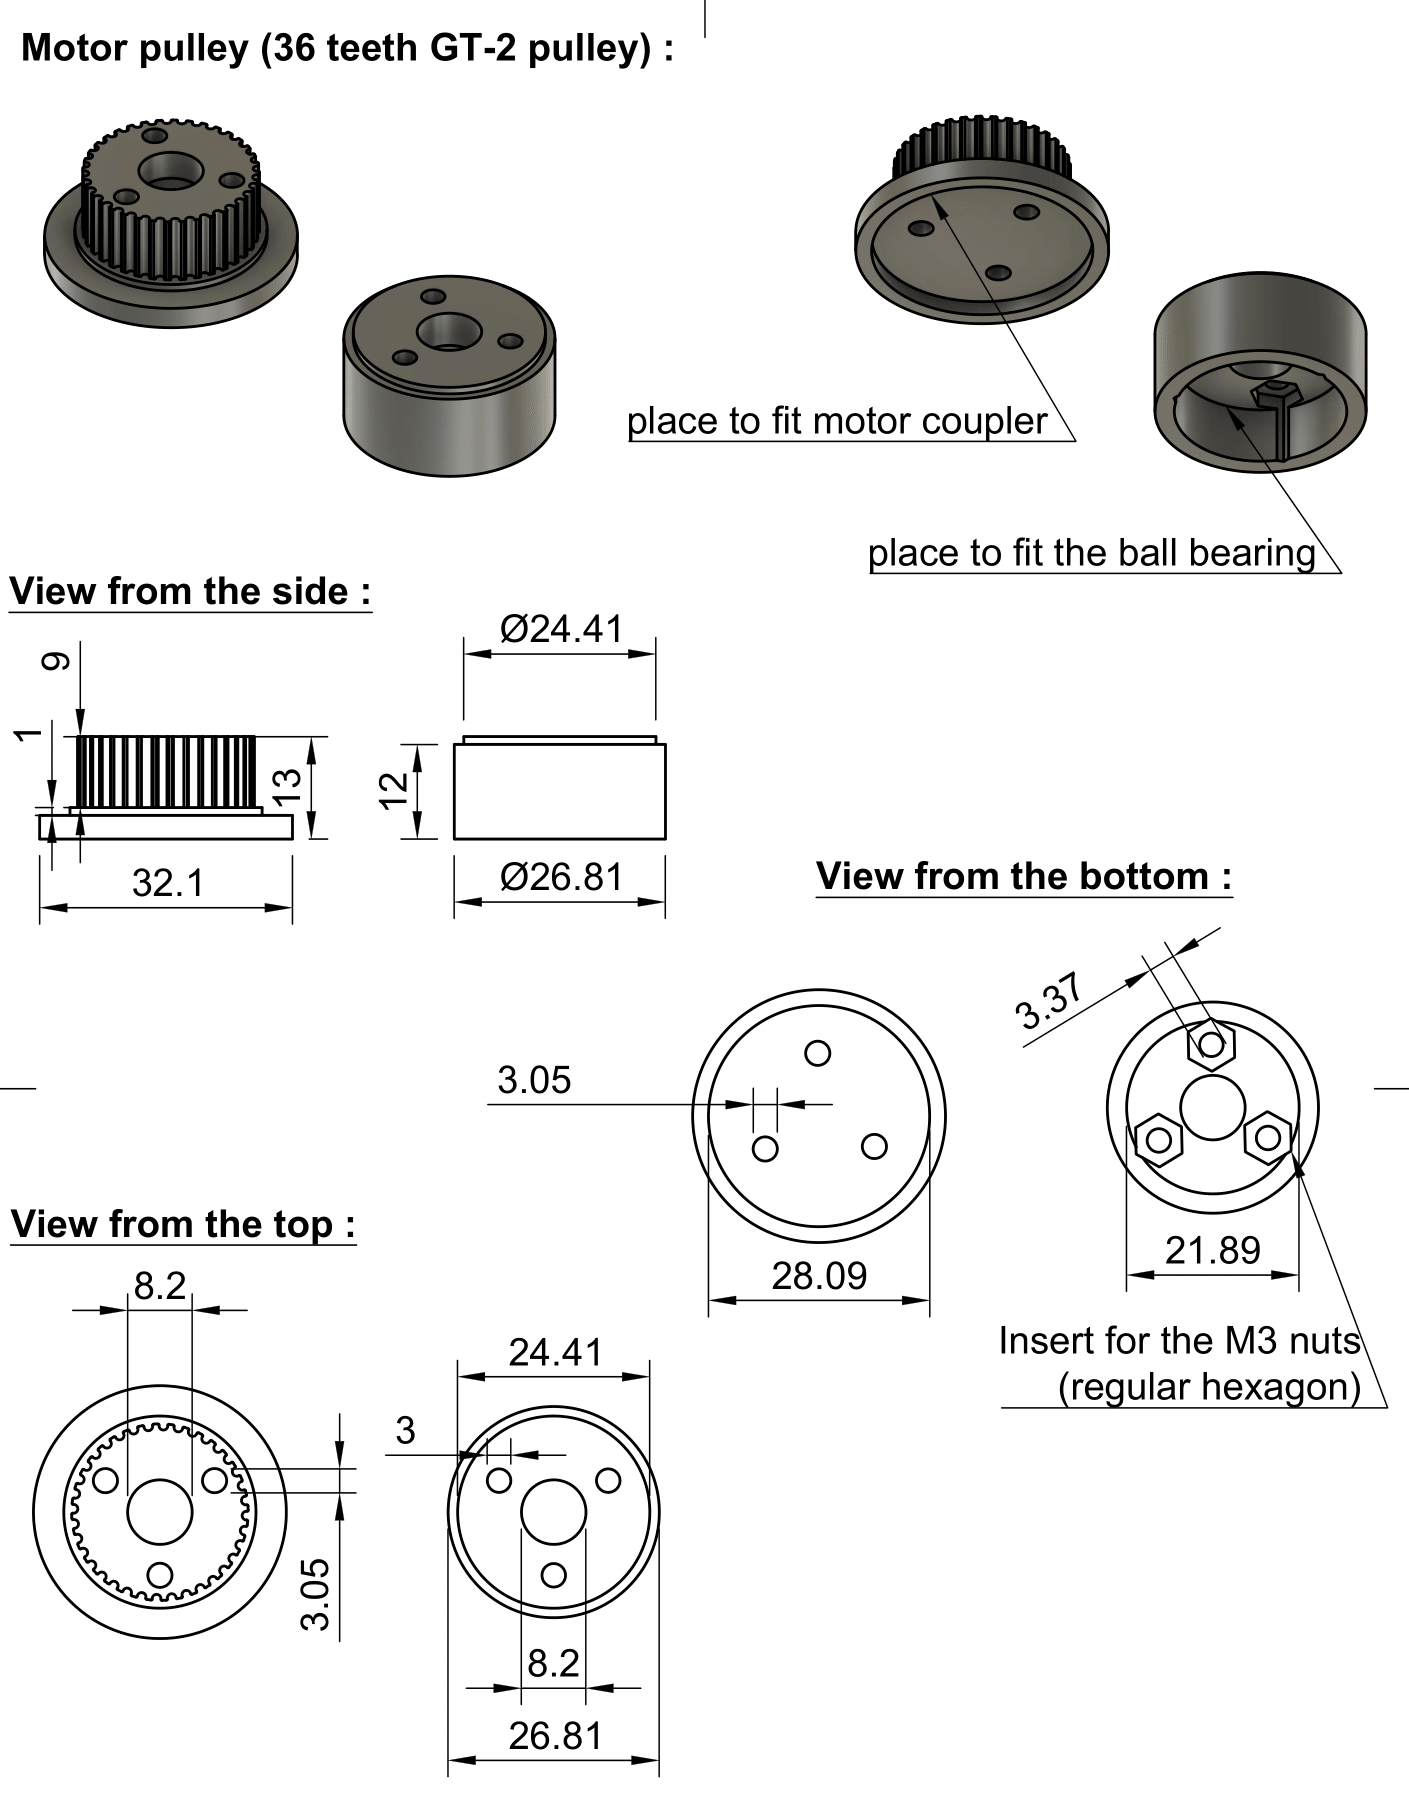 Motor pulley (36 teeth GT-2 pulley) :
place to fit motor coupler
place to fit the ball bearing
View from the side :
Ø24.41
9
1
13
12
32.1
Ø26.81
View from the bottom :
3.37
3.05
28.09
21.89
Insert for the M3 nuts
(regular hexagon)
View from the top :
8.2
24.41
3
3.05
8.2
26.81